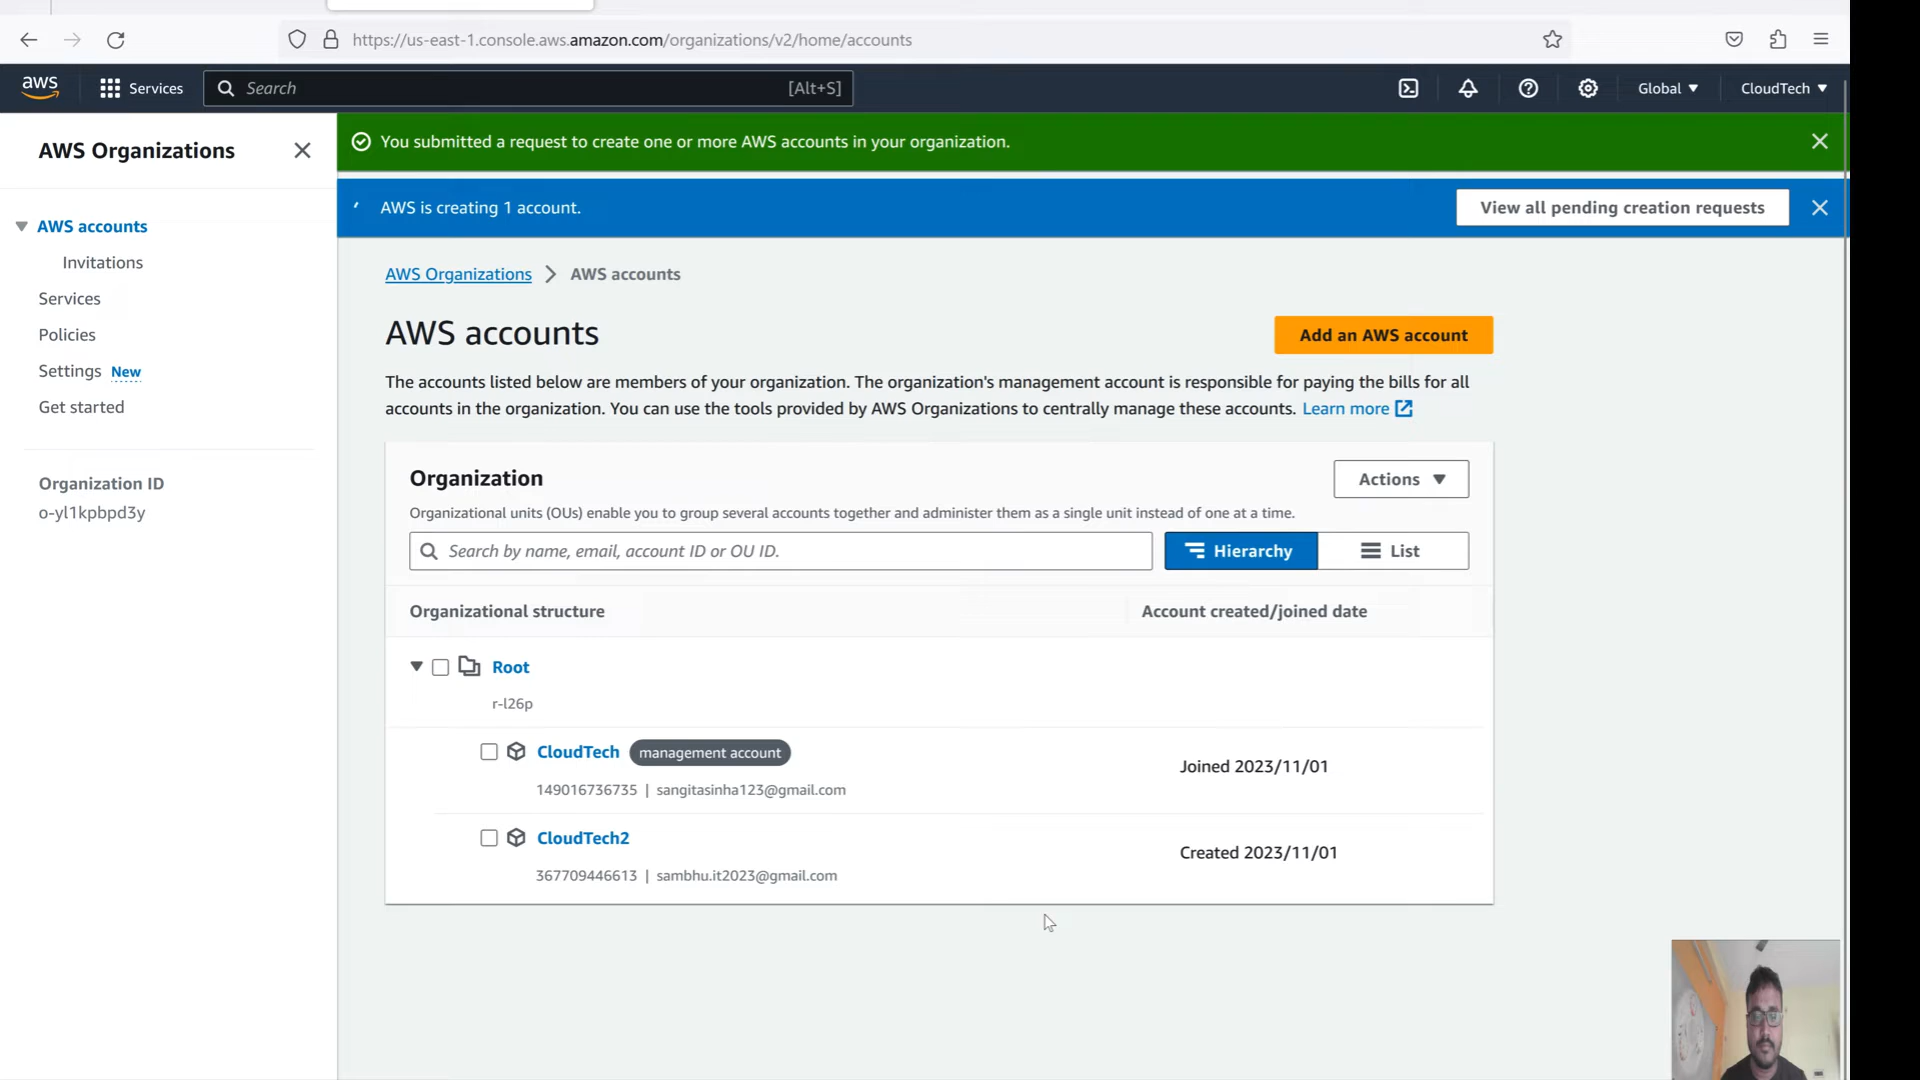 https://us-east-1.console.aws.amazon.com/organizations/v2/home/accounts
aws Services Search [Alt+S] Global CloudTech
AWS Organizations
AWS accounts
Invitations
Services
Policies
Settings New
Get started
Organization ID
o-yl1kpbpd3y
You submitted a request to create one or more AWS accounts in your organization.
AWS is creating 1 account. View all pending creation requests
AWS Organizations AWS accounts
AWS accounts
Add an AWS account
The accounts listed below are members of your organization. The organization's management account is responsible for paying the bills for all
accounts in the organization. You can use the tools provided by AWS Organizations to centrally manage these accounts. Learn more
Organization
Actions
Organizational units (OUs) enable you to group several accounts together and administer them as a single unit instead of one at a time.
Search by name, email, account ID or OU ID. Hierarchy List
Organizational structure Account created/joined date
Root
r-l26p
CloudTech management account
Joined 2023/11/01
149016736735 | sangitasinha123@gmail.com
CloudTech2
Created 2023/11/01
367709446613 | sambhu.it2023@gmail.com